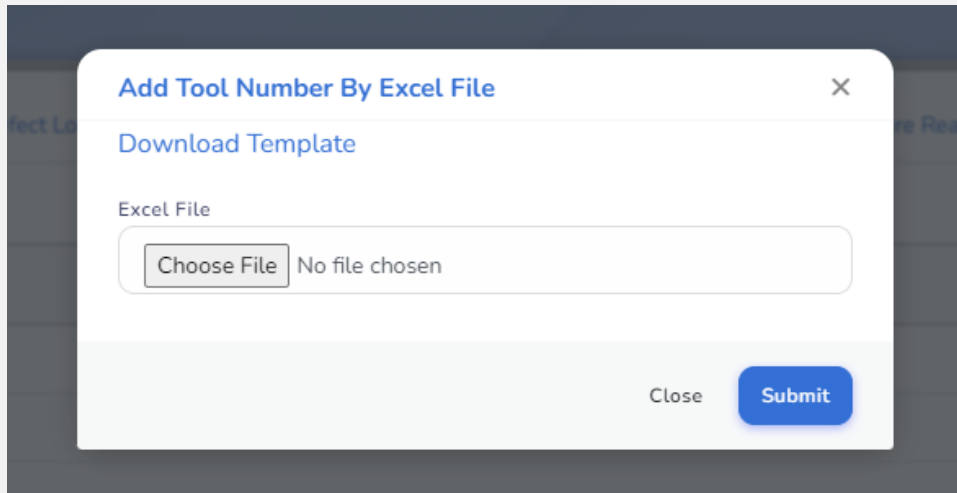 Add Tool Number By Excel File
×
Download Template
Excel File
Choose File No file chosen
Close Submit